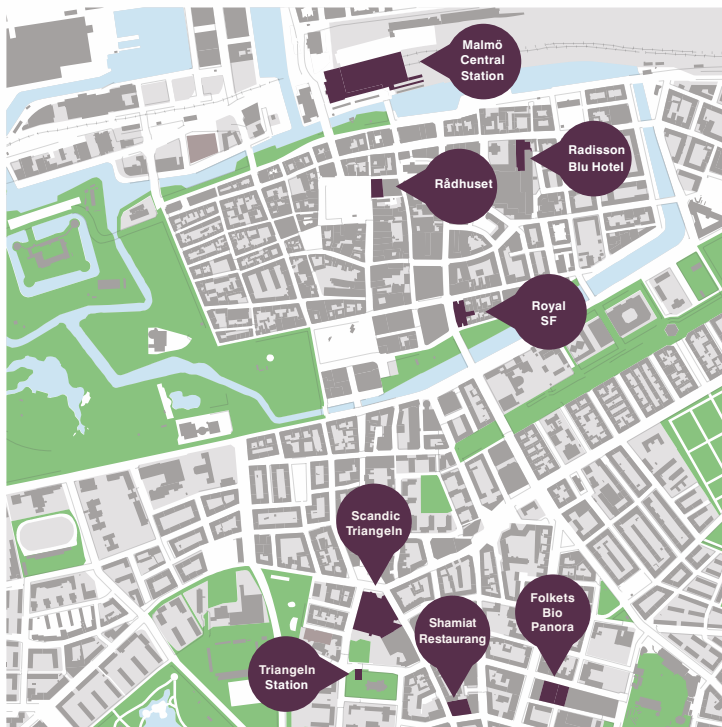 Malmö
Central
Station
Radisson
Blu Hotel
Rådhuset
Royal
SF
Scandic
Triangeln
Folkets
Bio
Panora
Shamiat
Restaurang
Triangeln
Station